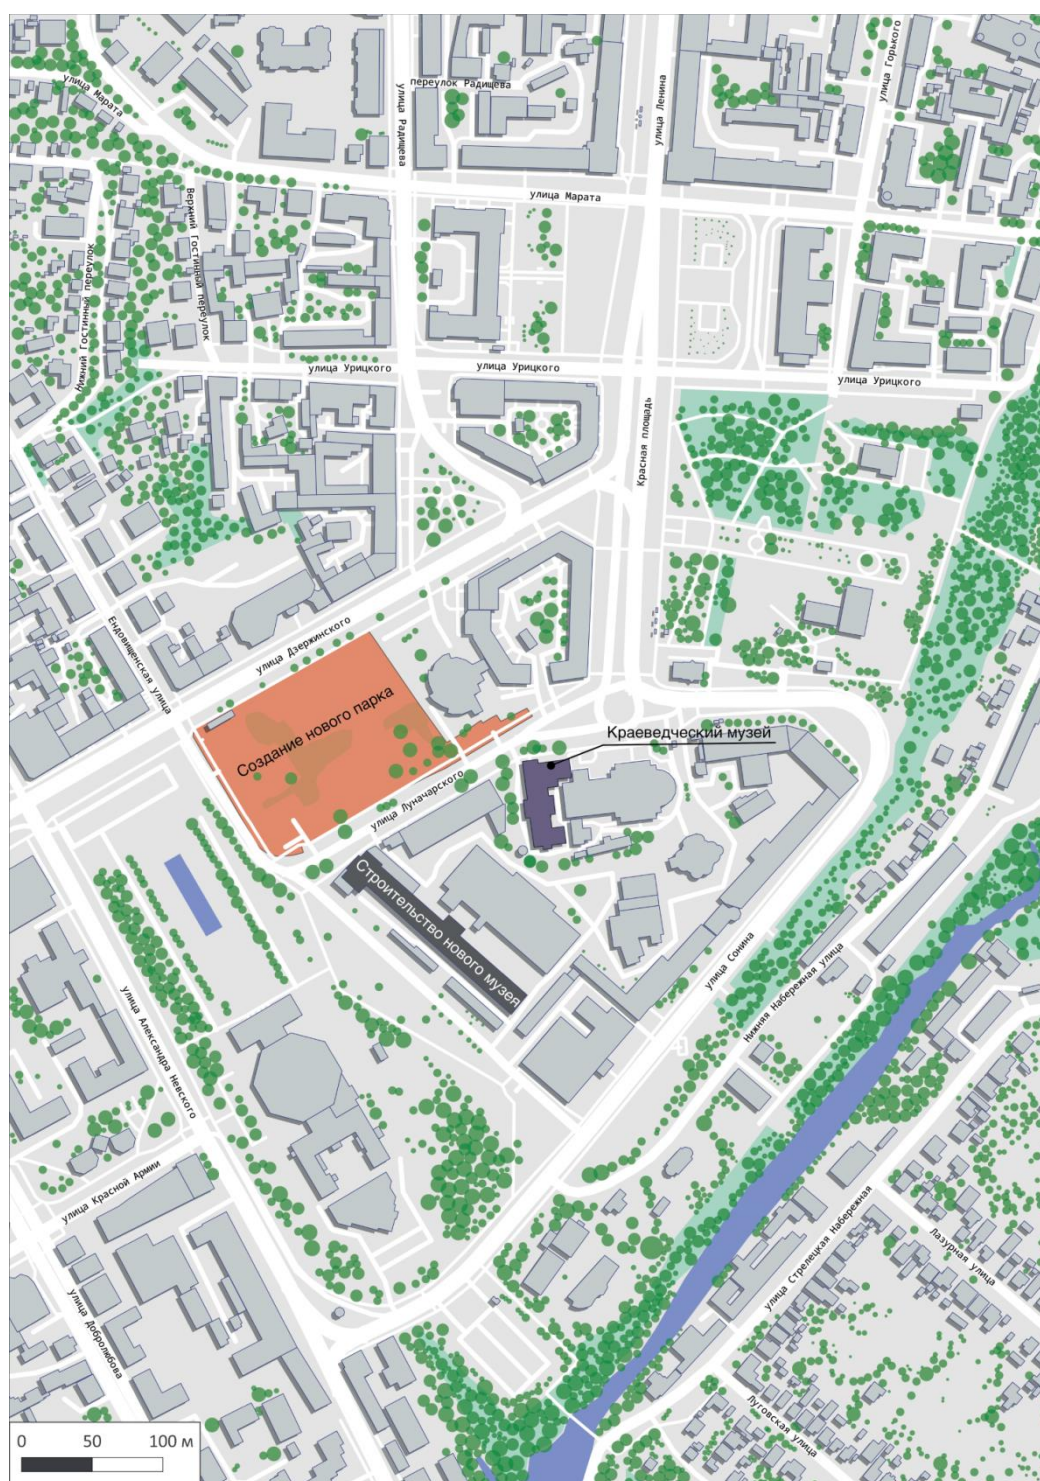 улица Марата
переулок Радищева
улица Радищева
улица Ленина
улица Горького
улица Марата
Верхний Гостинный переулок
Нижний Гостинный переулок
улица Урицкого
улица Урицкого
улица Урицкого
Красная площадь
Ендовищенская улица
улица Дзержинского
Создание нового парка
Краеведческий музей
улица Луначарского
Строительство нового музея
улица Сонина
Нижняя Набережная улица
улица Александра Невского
улица Красной Армии
улица Стрелецкая Набережная
Лазурная улица
улица Добролюбова
Луговская улица
0 50 100 м